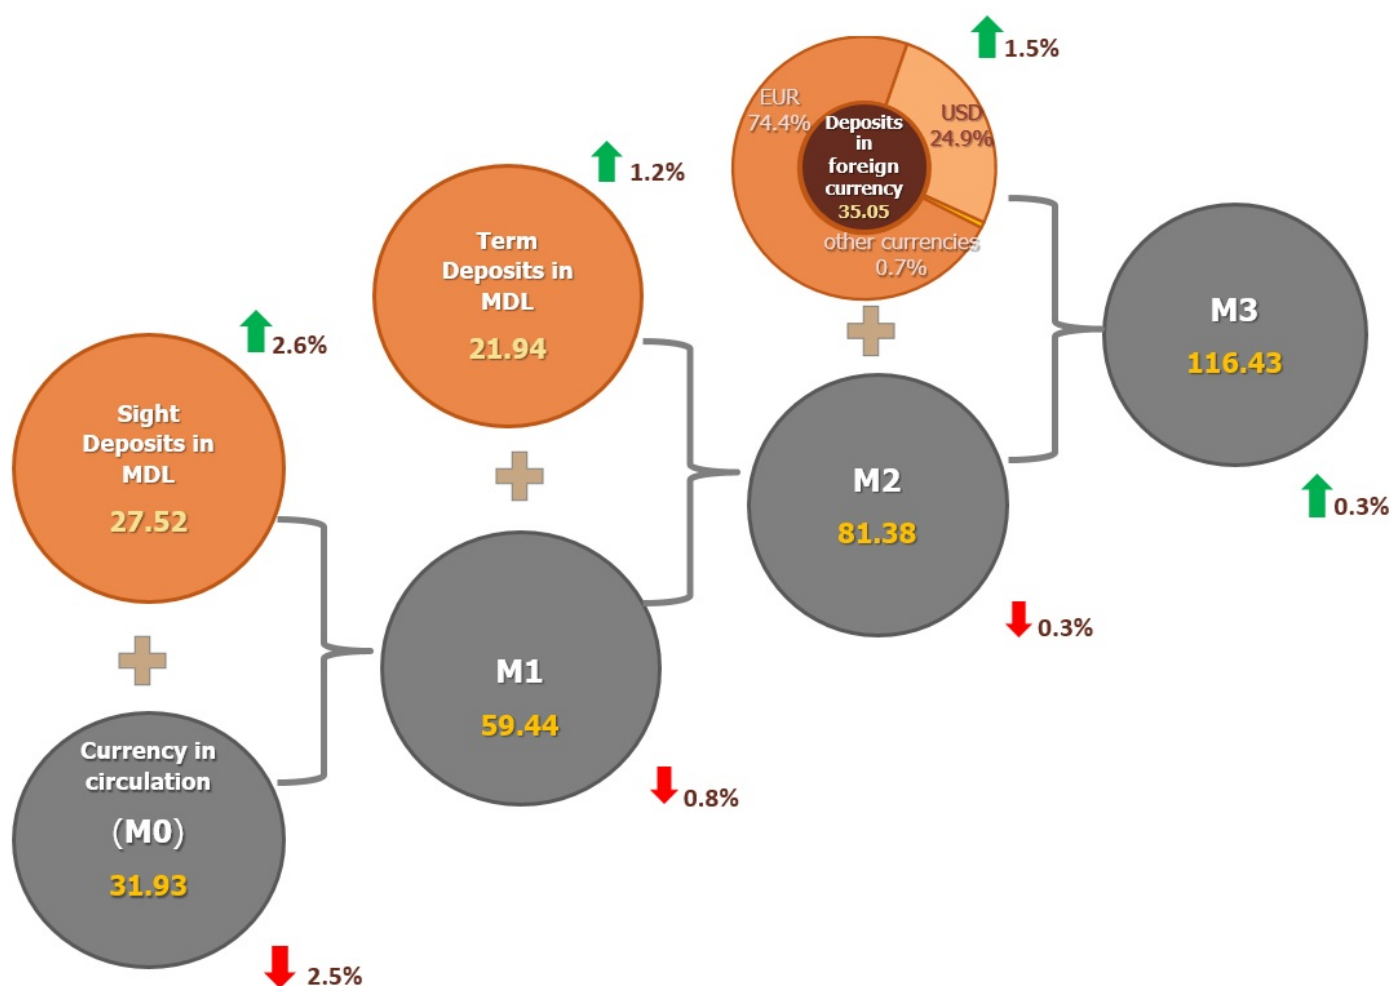 1.5%
EUR
74.4%
USD
24.9%
Deposits
in
foreign
currency
35.05
other currencies
0.7%
1.2%
Term
Deposits in
MDL
21.94
2.6%
Sight
Deposits in
MDL
27.52
M3
116.43
0.3%
M2
81.38
0.3%
M1
59.44
0.8%
Currency in
circulation
(M0)
31.93
2.5%